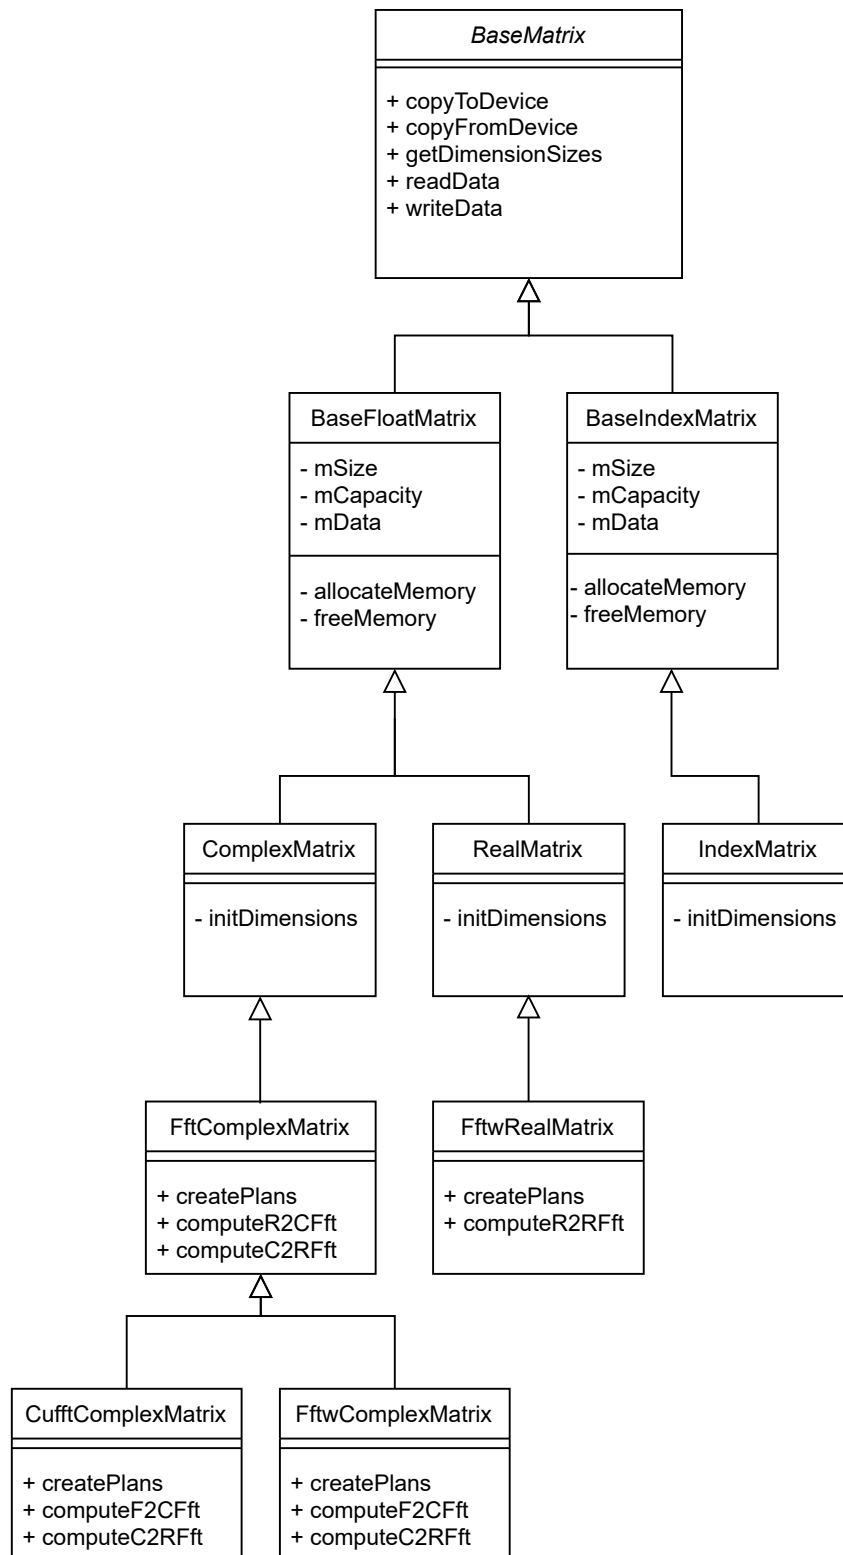 BaseMatrix
+ copyToDevice
+ copyFromDevice
+ getDimensionSizes
+ readData
+ writeData
BaseFloatMatrix
- mSize
- mCapacity
- mData
- allocateMemory
- freeMemory
BaseIndexMatrix
- mSize
- mCapacity
- mData
- allocateMemory
- freeMemory
ComplexMatrix
- initDimensions
RealMatrix
- initDimensions
IndexMatrix
- initDimensions
FftComplexMatrix
+ createPlans
+ computeR2CFft
+ computeC2RFft
FftwRealMatrix
+ createPlans
+ computeR2RFft
CufftComplexMatrix
+ createPlans
+ computeF2CFft
+ computeC2RFft
FftwComplexMatrix
+ createPlans
+ computeF2CFft
+ computeC2RFft